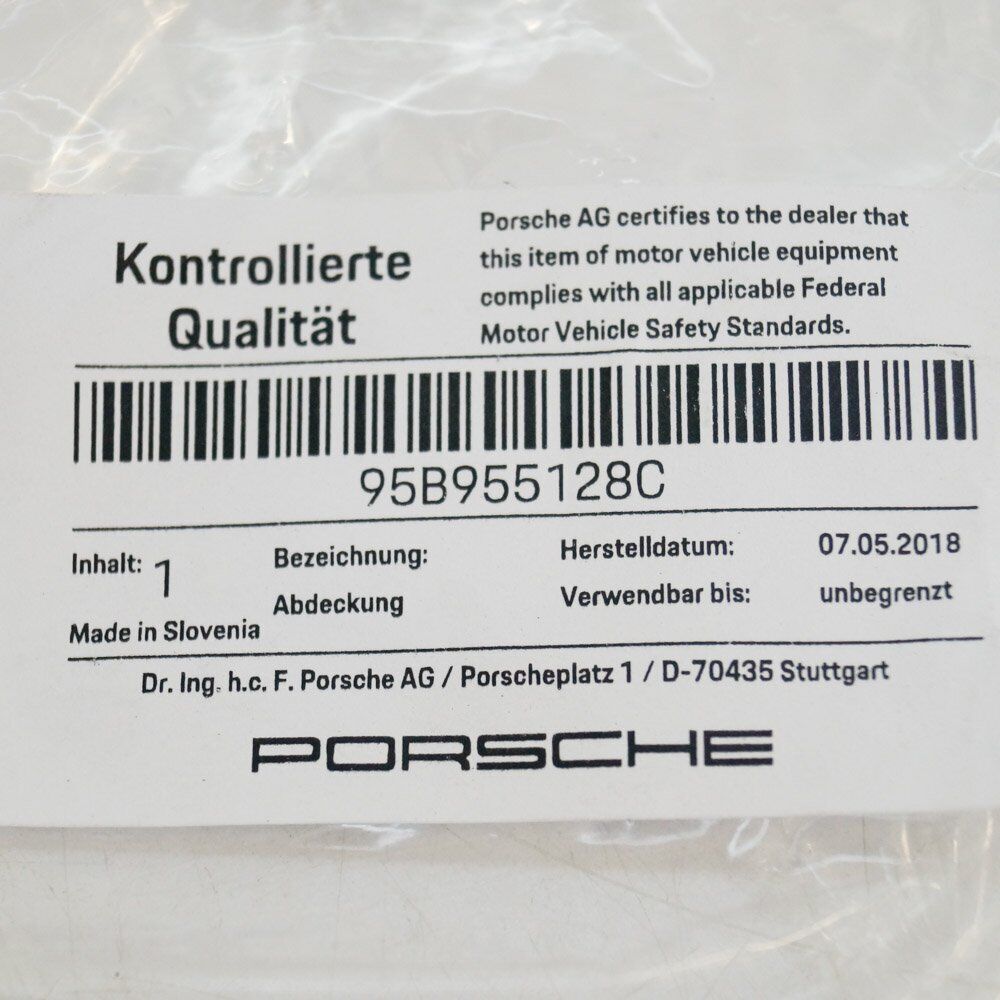 Kontrollierte
Qualität
Porsche AG certifies to the dealer that
this item of motor vehicle equipment
complies with all applicable Federal
Motor Vehicle Safety Standards.
95B955128C
Inhalt: 1
Bezeichnung:
Abdeckung
Herstelldatum: 07.05.2018
Verwendbar bis: unbegrenzt
Made in Slovenia
Dr. Ing. h.c. F. Porsche AG / Porscheplatz 1 / D-70435 Stuttgart
PORSCHE